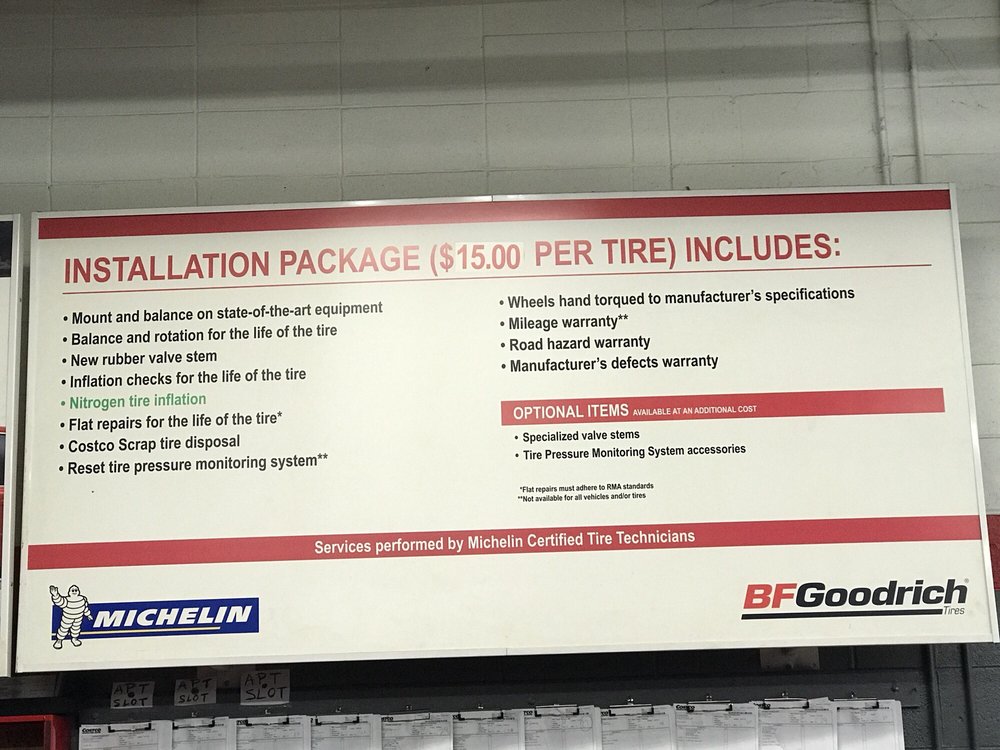 INSTALLATION PACKAGE ($15.00 PER TIRE) INCLUDES:
• Mount and balance on state-of-the-art equipment
• Balance and rotation for the life of the tire
• New rubber valve stem
• Inflation checks for the life of the tire
• Nitrogen tire inflation
• Flat repairs for the life of the tire*
• Costco Scrap tire disposal
• Reset tire pressure monitoring system**
• Wheels hand torqued to manufacturer's specifications
• Mileage warranty**
• Road hazard warranty
• Manufacturer's defects warranty
OPTIONAL ITEMS AVAILABLE AT AN ADDITIONAL COST
• Specialized valve stems
• Tire Pressure Monitoring System accessories
*Flat repairs must adhere to RMA standards
**Not available for all vehicles and/or tires
Services performed by Michelin Certified Tire Technicians
MICHELIN
BFGoodrich®
Tires
APT
SLOT
APT
SLOT
APT
SLOT